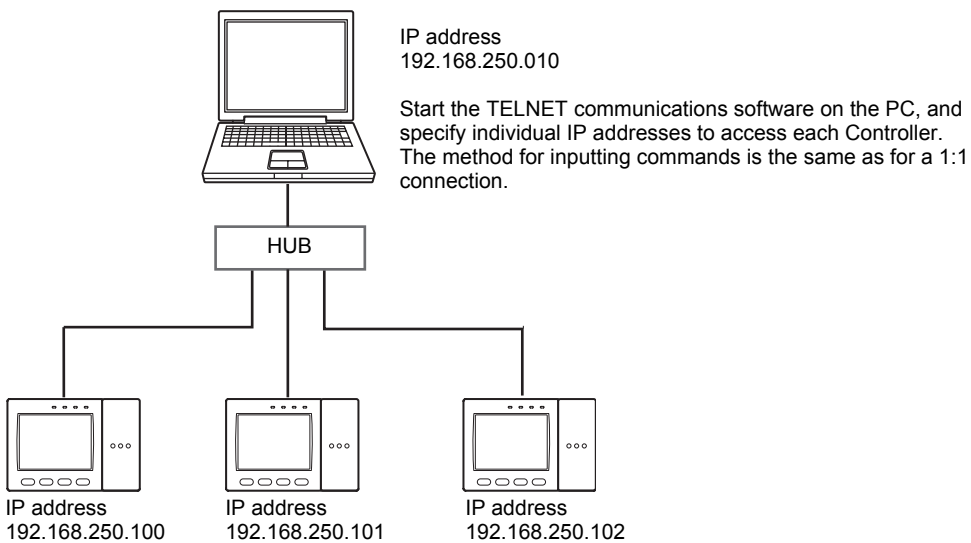 IP address
192.168.250.010
Start the TELNET communications software on the PC, and
specify individual IP addresses to access each Controller.
The method for inputting commands is the same as for a 1:1
connection.
HUB
IP address
192.168.250.100
IP address
192.168.250.101
IP address
192.168.250.102